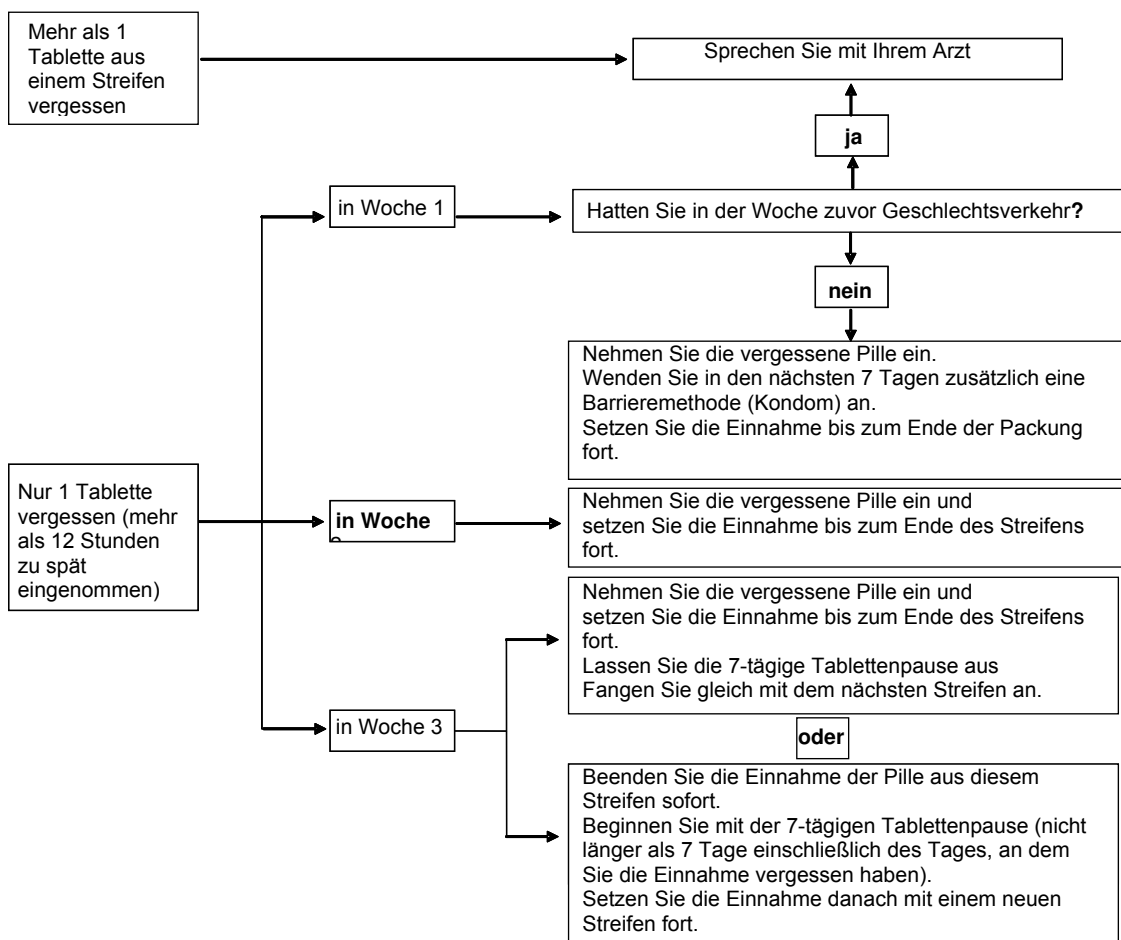 Mehr als 1
Tablette aus
einem Streifen
vergessen
Sprechen Sie mit Ihrem Arzt
ja
in Woche 1
Hatten Sie in der Woche zuvor Geschlechtsverkehr?
nein
Nehmen Sie die vergessene Pille ein.
Wenden Sie in den nächsten 7 Tagen zusätzlich eine
Barrieremethode (Kondom) an.
Setzen Sie die Einnahme bis zum Ende der Packung
fort.
Nur 1 Tablette
vergessen (mehr
als 12 Stunden
zu spät
eingenommen)
in Woche
Nehmen Sie die vergessene Pille ein und
setzen Sie die Einnahme bis zum Ende des Streifens
fort.
Nehmen Sie die vergessene Pille ein und
setzen Sie die Einnahme bis zum Ende des Streifens
fort.
Lassen Sie die 7-tägige Tablettenpause aus
Fangen Sie gleich mit dem nächsten Streifen an.
in Woche 3
oder
Beenden Sie die Einnahme der Pille aus diesem
Streifen sofort.
Beginnen Sie mit der 7-tägigen Tablettenpause (nicht
länger als 7 Tage einschließlich des Tages, an dem
Sie die Einnahme vergessen haben).
Setzen Sie die Einnahme danach mit einem neuen
Streifen fort.